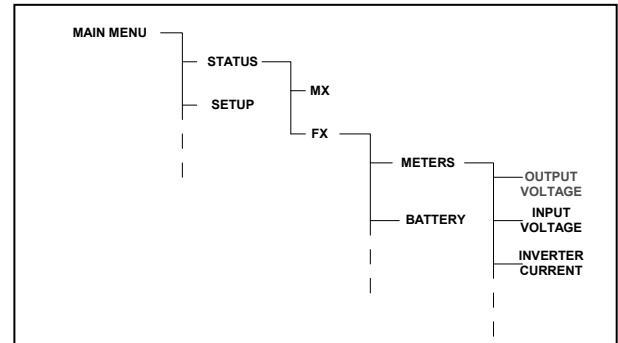 MAIN MENU
STATUS
SETUP
MX
FX
METERS
BATTERY
OUTPUT
VOLTAGE
INPUT
VOLTAGE
INVERTER
CURRENT